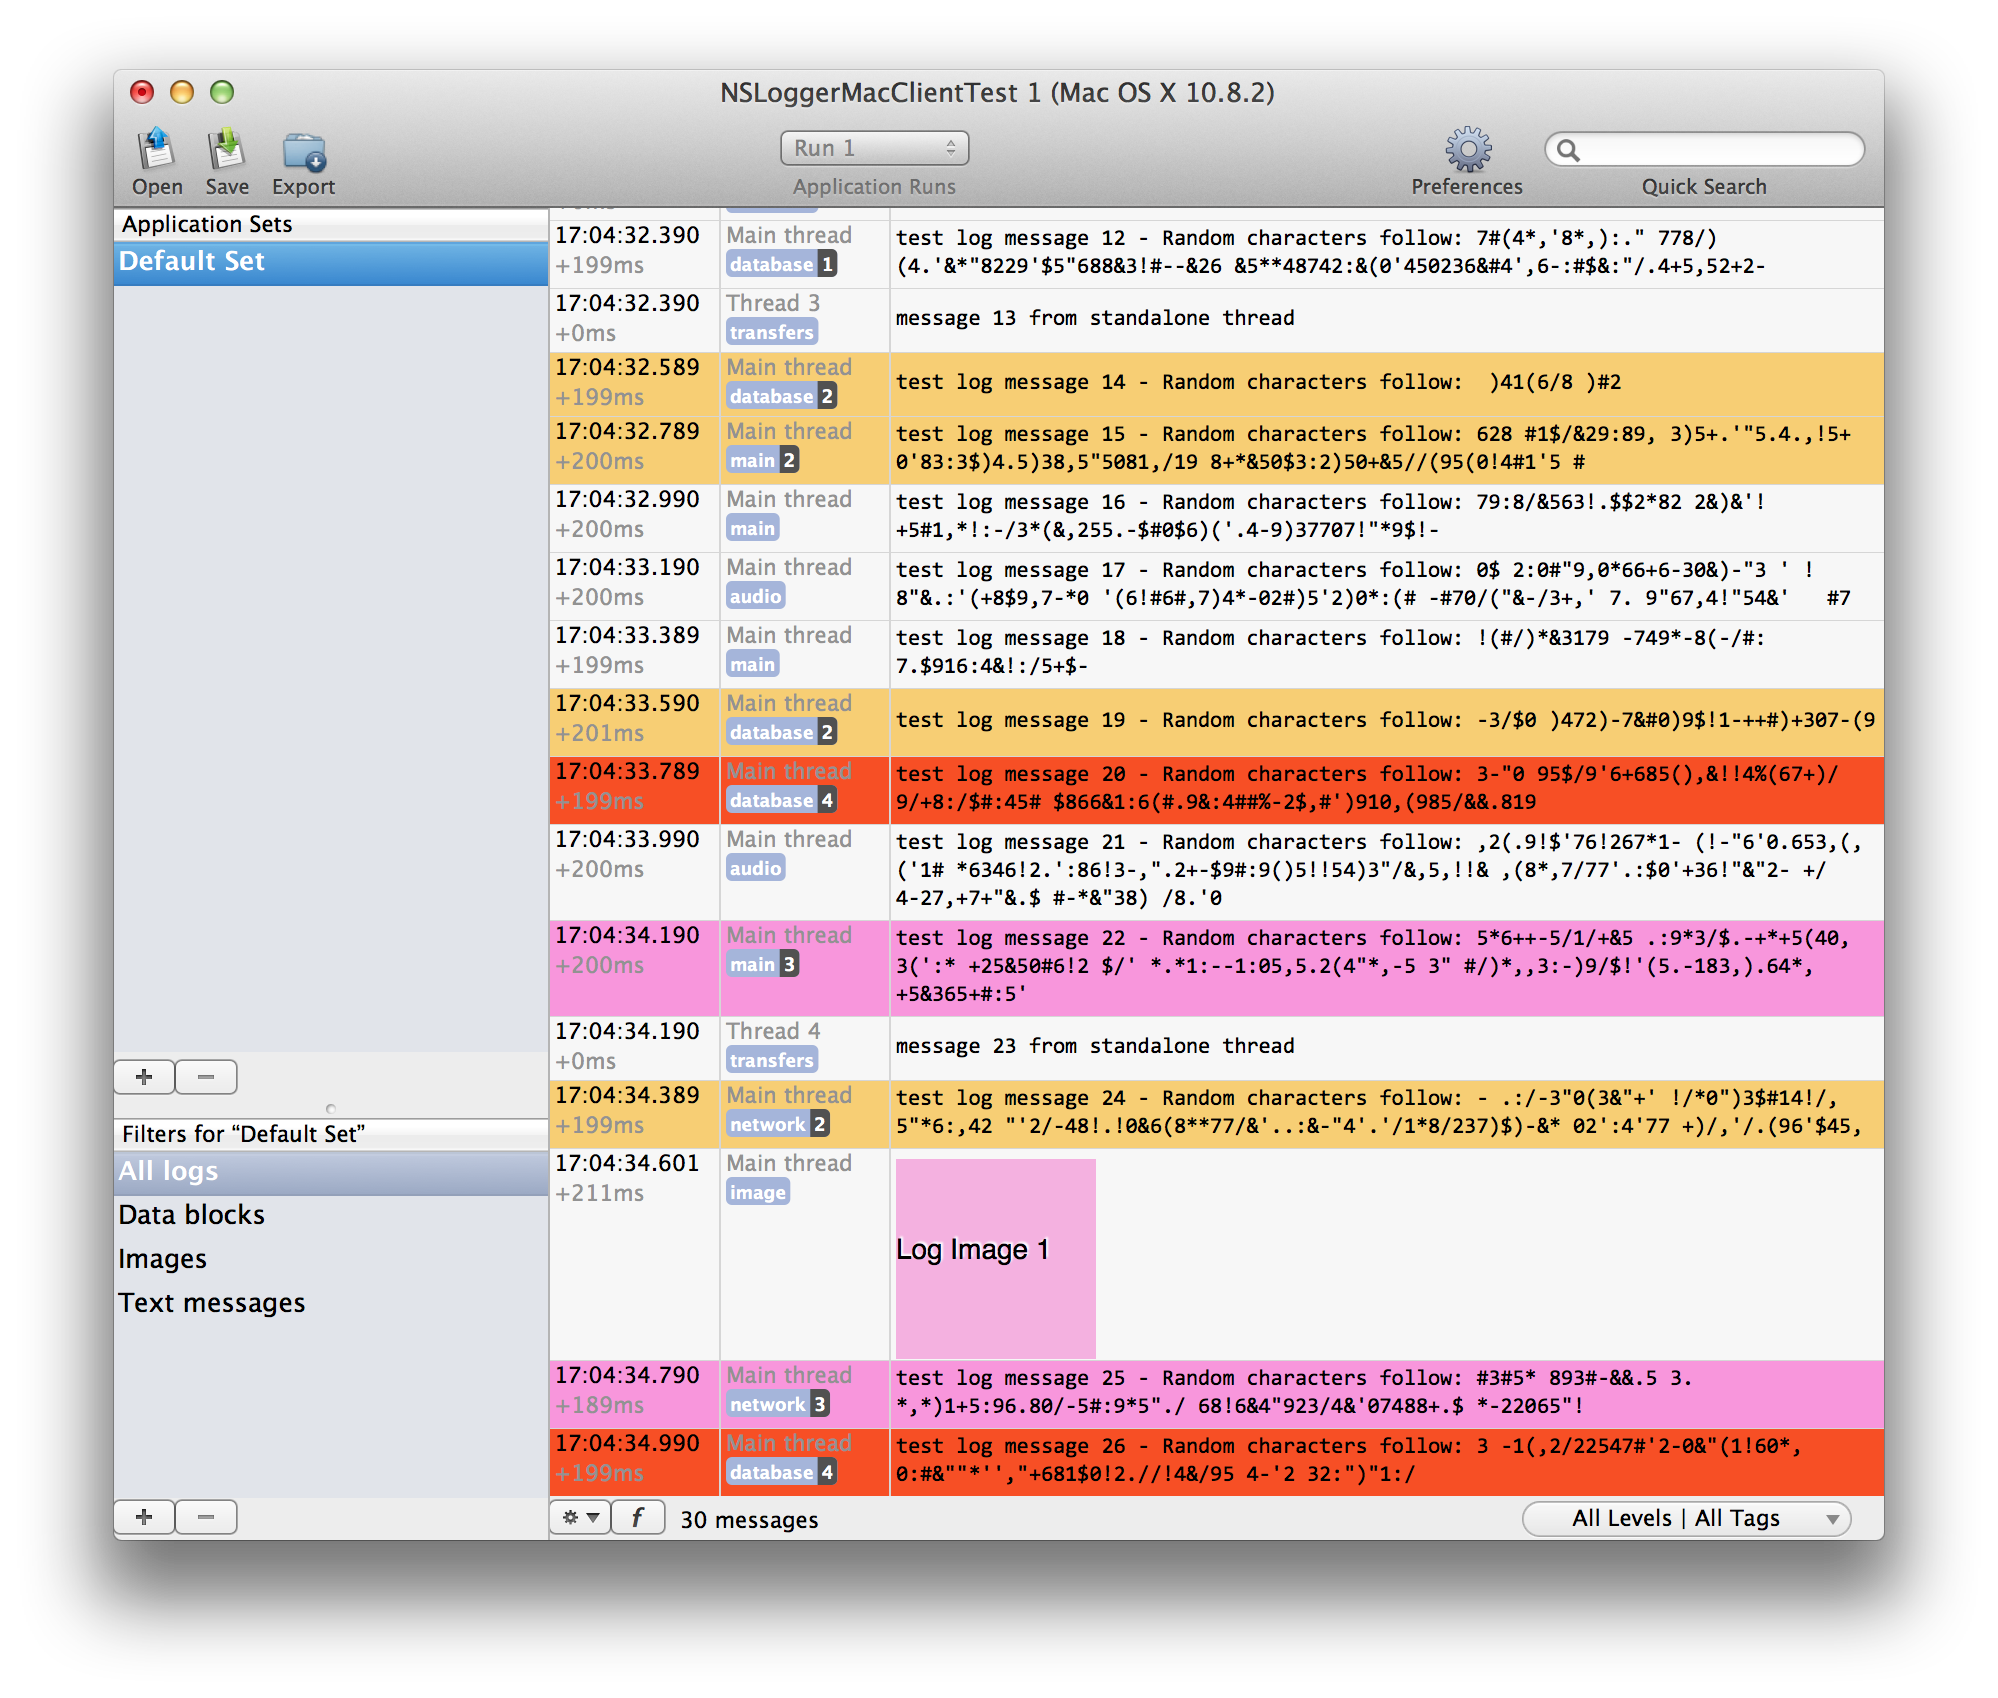 NSLoggerMacClientTest 1 (Mac OS X 10.8.2)
Open
Save
Export
Run 1
Application Runs
Preferences
Quick Search
Application Sets
Default Set
17:04:32.390
+199ms
Main thread
database 1
test log message 12 - Random characters follow: 7#(4*,'8*,):." 778/)
(4.'&*"8229'$5"688&3!#--&26 &5**48742:&(0'450236&#4',6-:#$&:"/.4+5,52+2-
17:04:32.390
+0ms
Thread 3
transfers
message 13 from standalone thread
17:04:32.589
+199ms
Main thread
database 2
test log message 14 - Random characters follow:  )41(6/8 )#2
17:04:32.789
+200ms
Main thread
main 2
test log message 15 - Random characters follow: 628 #1$/&29:89, 3)5+.'"5.4.,!5+
0'83:3$)4.5)38,5"5081,/19 8+*&50$3:2)50+&5//(95(0!4#1'5 #
17:04:32.990
+200ms
Main thread
main
test log message 16 - Random characters follow: 79:8/&563!.$$2*82 2&)&'!
+5#1,*!:-/3*(&,255.-$#0$6)('.4-9)37707!"*9$!-
17:04:33.190
+200ms
Main thread
audio
test log message 17 - Random characters follow: 0$ 2:0#"9,0*66+6-30&)-"3 ' !
8"&.:'(+8$9,7-*0 '(6!#6#,7)4*-02#)5'2)0*:(# -#70/("&-/3+,' 7. 9"67,4!"54&'   #7
17:04:33.389
+199ms
Main thread
main
test log message 18 - Random characters follow: !(#/)*&3179 -749*-8(-/#:
7.$916:4&!:/5+$-
17:04:33.590
+201ms
Main thread
database 2
test log message 19 - Random characters follow: -3/$0 )472)-7&#0)9$!1-++#)+307-(9
17:04:33.789
+199ms
Main thread
database 4
test log message 20 - Random characters follow: 3-"0 95$/9'6+685(),&!!4%(67+)/
9/+8:/$#:45# $866&1:6(#.9&:4##%-2$,#')910,(985/&&.819
17:04:33.990
+200ms
Main thread
audio
test log message 21 - Random characters follow: ,2(.9!$'76!267*1- (!-"6'0.653,(,
('1# *6346!2.':86!3-,".2+-$9#:9()5!!54)3"/&,5,!!& ,(8*,7/77'.:$0'+36!"&"2- +/
4-27,+7+"&.$ #-*&"38) /8.'0
17:04:34.190
+200ms
Main thread
main 3
test log message 22 - Random characters follow: 5*6++-5/1/+&5 .:9*3/$.-+*+5(40,
3(':* +25&50#6!2 $/' *.*1:--1:05,5.2(4"*,-5 3" #/)*,,3:-)9/$!'(5.-183,).64*,
+5&365+#:5'
17:04:34.190
+0ms
Thread 4
transfers
message 23 from standalone thread
17:04:34.389
+199ms
Main thread
network 2
test log message 24 - Random characters follow: - .:/-3"0(3&"+' !/*0")3$#14!/,
5"*6:,42 "'2/-48!.!0&6(8**77/&'..:&-"4'.'/1*8/237)$)-&* 02':4'77 +)/,'/.(96'$45,
17:04:34.601
+211ms
Main thread
image
Log Image 1
17:04:34.790
+189ms
Main thread
network 3
test log message 25 - Random characters follow: #3#5* 893#-&&.5 3.
*,*)1+5:96.80/-5#:9*5"./ 68!6&4"923/4&'07488+.$ *-22065"!
17:04:34.990
+199ms
Main thread
database 4
test log message 26 - Random characters follow: 3 -1(,2/22547#'2-0&"(1!60*,
0:#&""*'',"+681$0!2.//!4&/95 4-'2 32:")"1:/
Filters for “Default Set”
All logs
Data blocks
Images
Text messages
f
30 messages
All Levels | All Tags